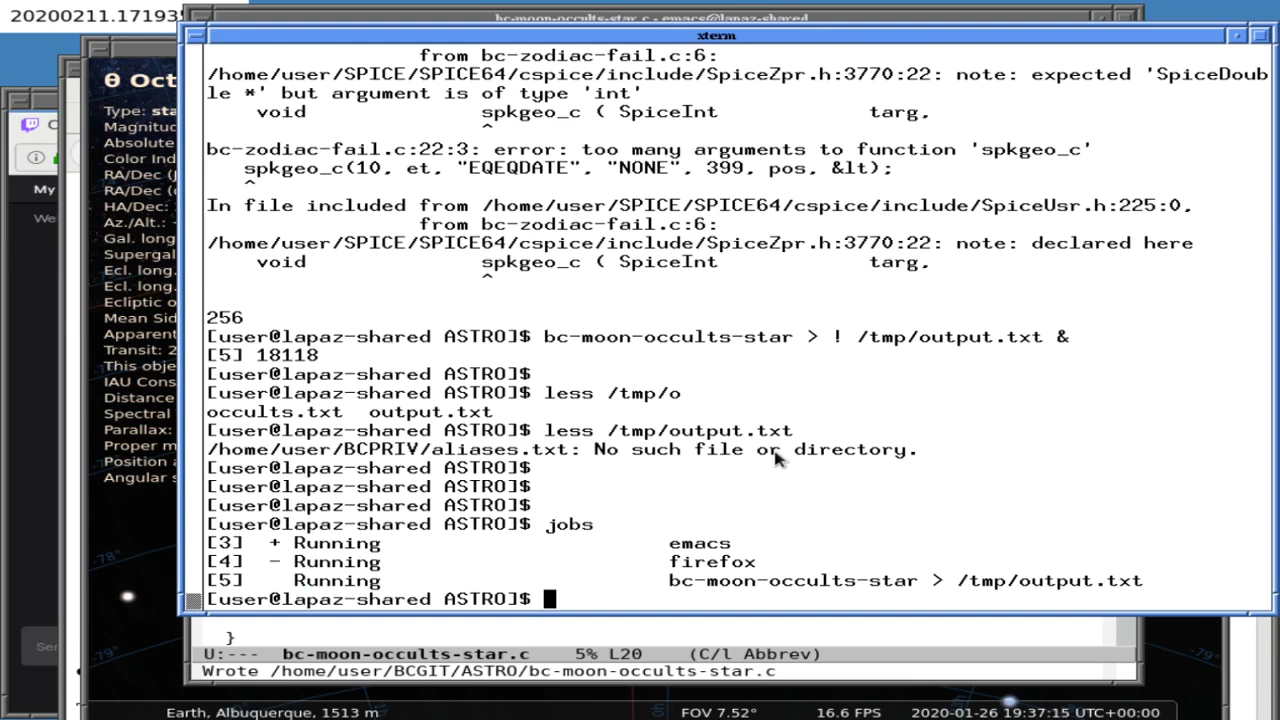 20200211.17193
bc-moon-occults-star.c - emacs@lapaz-shared
xterm
from bc-zodiac-fail.c:6:
/home/user/SPICE/SPICE64/cspice/include/SpiceZpr.h:3770:22: note: expected 'SpiceDoub
le *' but argument is of type 'int'
void spkgeo_c ( SpiceInt targ,
^
bc-zodiac-fail.c:22:3: error: too many arguments to function 'spkgeo_c'
spkgeo_c(10, et, "EQEQDATE", "NONE", 399, pos, &lt);
^
In file included from /home/user/SPICE/SPICE64/cspice/include/SpiceUsr.h:225:0,
from bc-zodiac-fail.c:6:
/home/user/SPICE/SPICE64/cspice/include/SpiceZpr.h:3770:22: note: declared here
void spkgeo_c ( SpiceInt targ,
^
256
[user@lapaz-shared ASTRO]$ bc-moon-occults-star > ! /tmp/output.txt &
[5] 18118
[user@lapaz-shared ASTRO]$
[user@lapaz-shared ASTRO]$ less /tmp/o
occults.txt output.txt
[user@lapaz-shared ASTRO]$ less /tmp/output.txt
/home/user/BCPRIV/aliases.txt: No such file or directory.
[user@lapaz-shared ASTRO]$
[user@lapaz-shared ASTRO]$
[user@lapaz-shared ASTRO]$
[user@lapaz-shared ASTRO]$ jobs
[3] + Running emacs
[4] - Running firefox
[5] Running bc-moon-occults-star > /tmp/output.txt
[user@lapaz-shared ASTRO]$
}
U:--- bc-moon-occults-star.c 5% L20 (C/l Abbrev)
Wrote /home/user/BCGIT/ASTRO/bc-moon-occults-star.c
θ Oct
Type: sta
Magnitud
Absolute
Color Ind
RA/Dec (J
RA/Dec (o
HA/Dec:
Az./Alt.:
Gal. long
Supergal
Ecl. long.
Ecl. long.
Ecliptic o
Mean Sid
Apparent
Transit: 2
This obje
IAU Cons
Distance
Spectral
Parallax:
Proper m
Position a
Angular s
My
We
Ser
-78°
-79°
-79°
Earth, Albuquerque, 1513 m
FOV 7.52°
16.6 FPS
2020-01-26 19:37:15 UTC+00:00